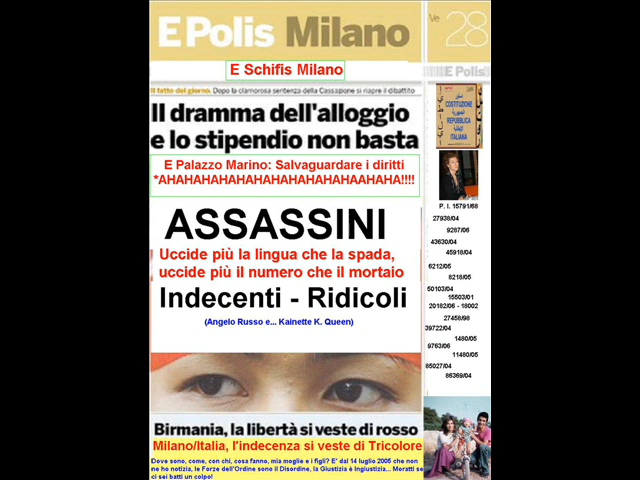 E Polis Milano
Ve 28
E Schifis Milano
E Polis
Il fatto del giorno. Dopo la clamorosa sentenza della Cassazione si riapre il dibattito
Il dramma dell'alloggio
e lo stipendio non basta
E Palazzo Marino: Salvaguardare i diritti
*AHAHAHAHAHAHAHAHAHAHAAHAHA!!!!
ASSASSINI
Uccide più la lingua che la spada,
uccide più il numero che il mortaio
Indecenti - Ridicoli
(Angelo Russo e... Kainette K. Queen)
Birmania, la libertà si veste di rosso
Milano/Italia, l'indecenza si veste di Tricolore
Dove sono, come, con chi, cosa fanno, mia moglie e i figli? E' dal 14 luglio 2005 che non
ne ho notizia, le Forze dell'Ordine sono il Disordine, la Giustizia è Ingiustizia... Moratti se
ci sei batti un colpo!
COSTITUZIONE
REPUBBLICA
ITALIANA
P. I. 15791/68
27938/04
9287/06
43630/04
45918/04
6212/05
8218/05
50103/04
15503/01
20182/06 - 18002
27458/98
39722/04
1480/05
9763/06
11480/05
85027/04
86369/04